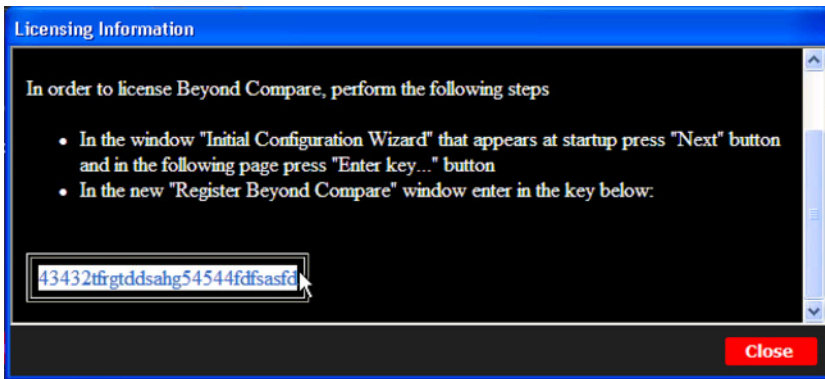 Licensing Information
In order to license Beyond Compare, perform the following steps
In the window "Initial Configuration Wizard" that appears at startup press "Next" button
and in the following page press "Enter key..." button
In the new "Register Beyond Compare" window enter in the key below:
43432tfrgtddsahg54544fdfsasfd
Close